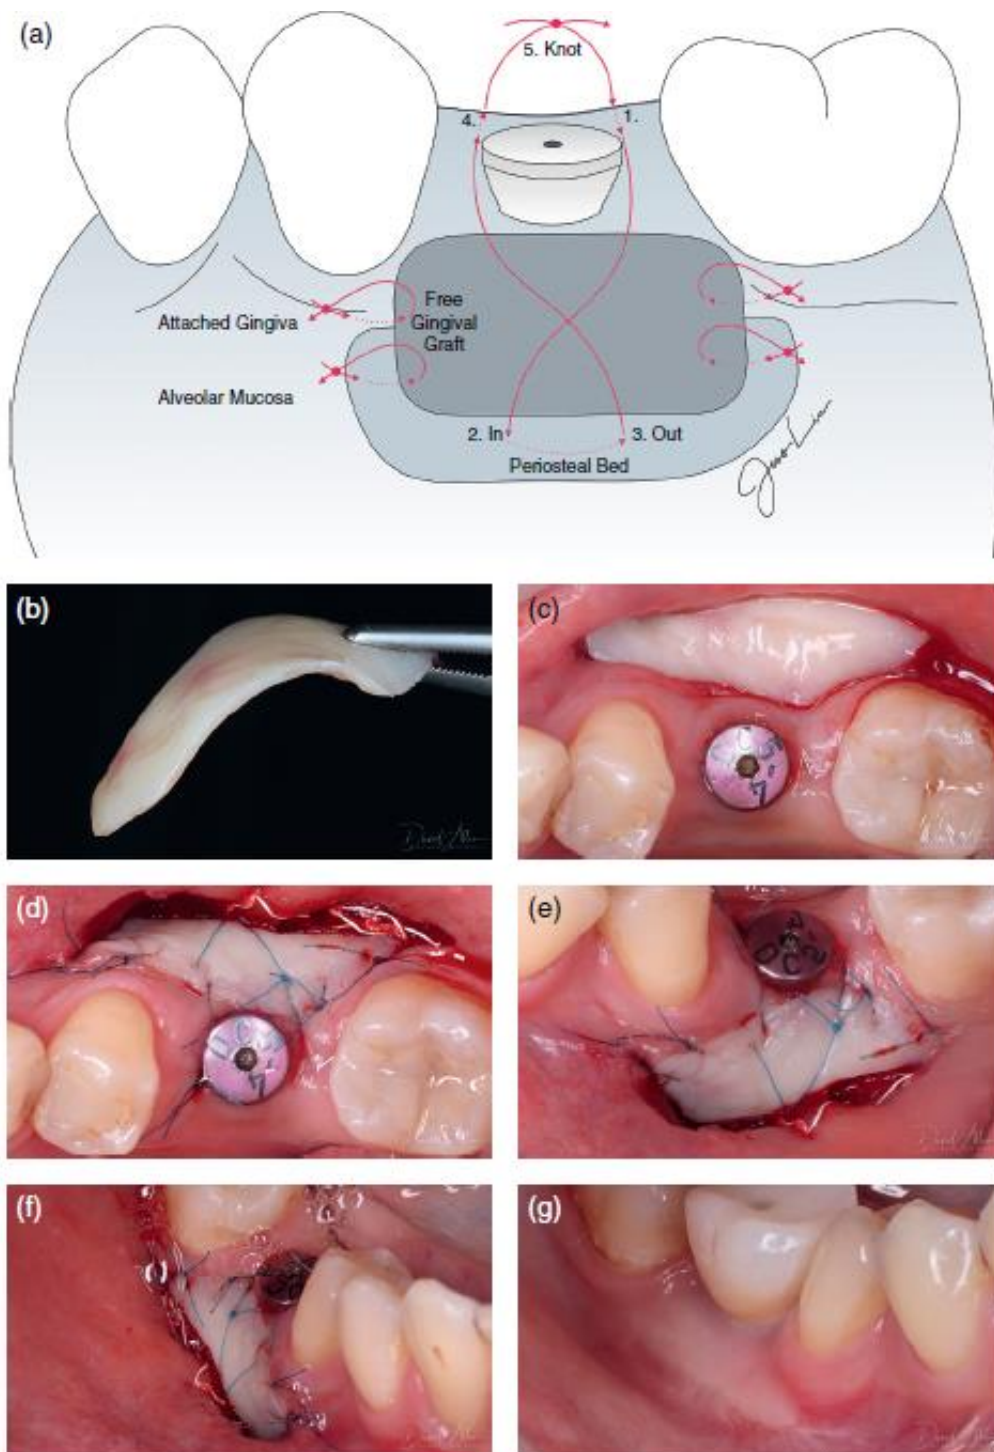 (a)
5. Knot
4.
1.
Attached Gingiva
Free
Gingival
Graft
Alveolar Mucosa
2. In
3. Out
Periosteal Bed
(b)
(c)
(d)
(e)
(f)
(g)